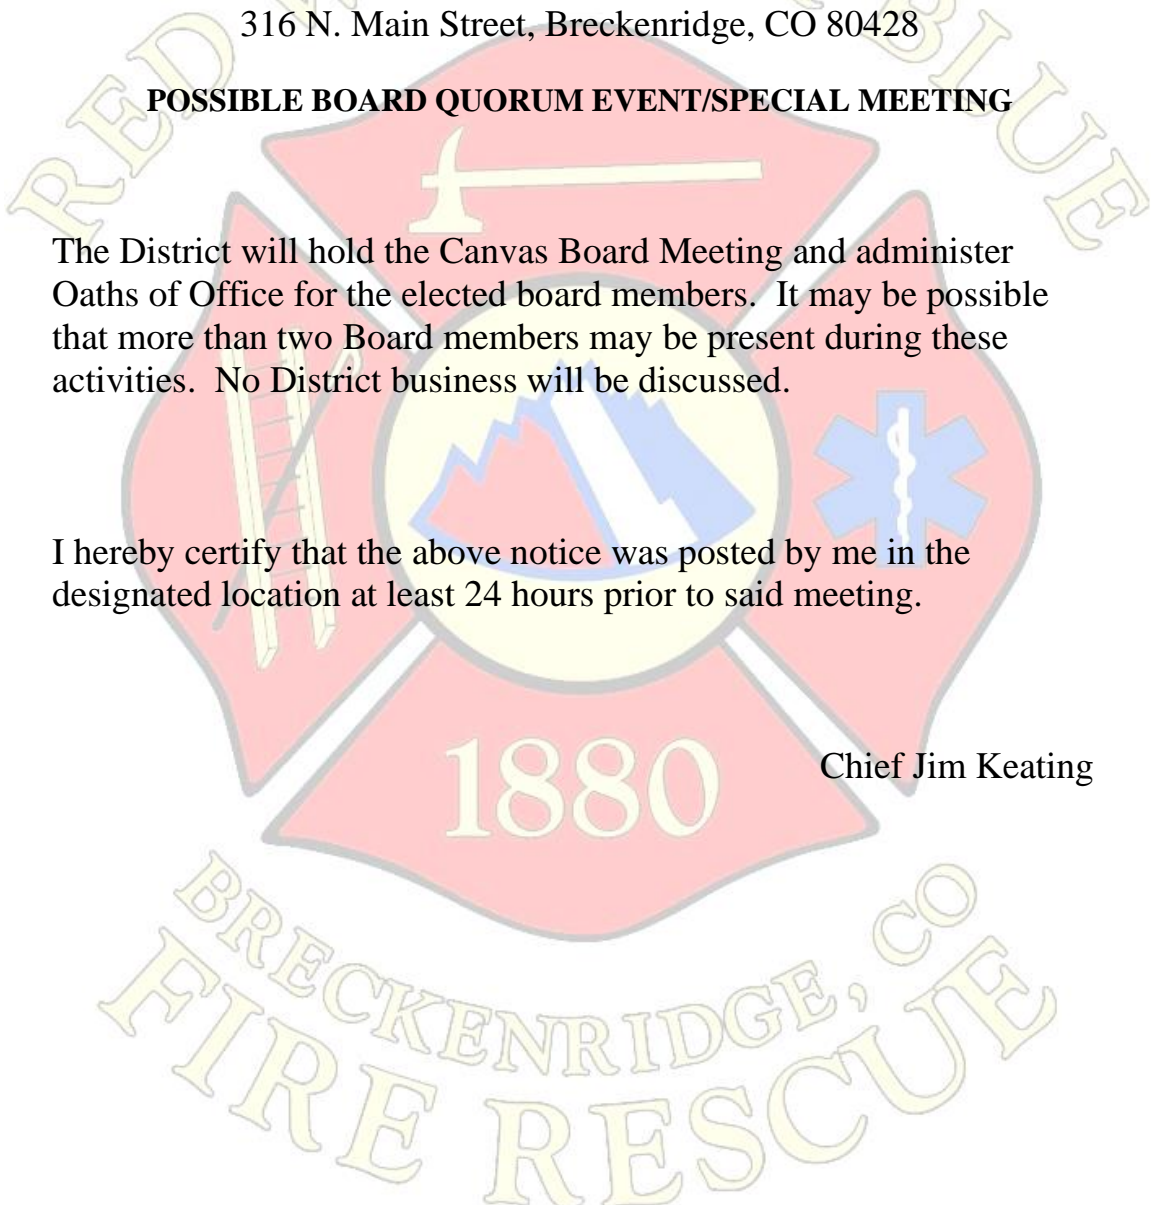 316 N. Main Street, Breckenridge, CO 80428
POSSIBLE BOARD QUORUM EVENT/SPECIAL MEETING
RED
BLUE
The District will hold the Canvas Board Meeting and administer
Oaths of Office for the elected board members.  It may be possible
that more than two Board members may be present during these
activities.  No District business will be discussed.
I hereby certify that the above notice was posted by me in the
designated location at least 24 hours prior to said meeting.
Chief Jim Keating
1880
BRECKENRIDGE, CO
FIRE RESCUE